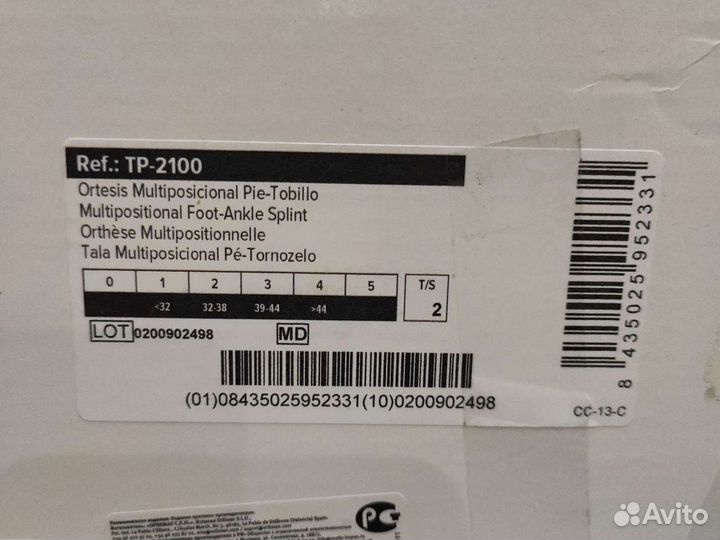 Ref.: TP-2100
Ortesis Multiposicional Pie-Tobillo
Multipositional Foot-Ankle Splint
Orthèse Multipositionnelle
Tala Multiposicional Pé-Tornozelo
0 1 2 3 4 5 T/S
<32 32-38 39-44 >44 2
LOT 0200902498 MD
(01)08435025952331(10)0200902498
8 435025 952331
CC-13-C
PG
Avito